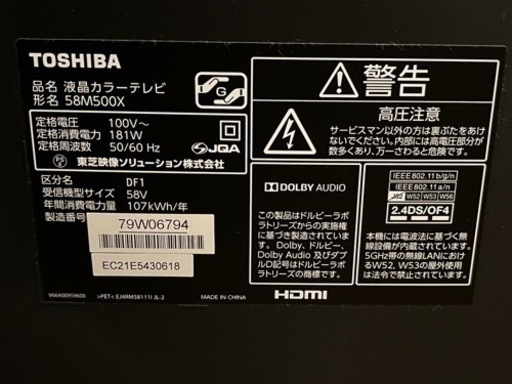 TOSHIBA
品名 液晶カラーテレビ
形名 58M500X
G
定格電圧 100V～
定格消費電力 181W
定格周波数 50/60 Hz
JQA
東芝映像ソリューション株式会社
区分名 DF1
受信機型サイズ 58V
年間消費電力量 107kWh/年
製造番号
79W06794
EC21E5430618
V66A00959600
>PET< EJ4RM58111I JL-2
MADE IN CHINA
警告
高圧注意
サービスマン以外の方は裏ぶたをあけ
ないでください。内部には高電圧部分が
数多くあり、万一さわると危険です。
DOLBY AUDIO
この製品はドルビーラボ
ラトリーズからの実施権
に基づき製造されていま
す。Dolby、ドルビー、
Dolby Audio 及びダブ
ルD記号はドルビーラボ
ラトリーズの商標です。
HDMI
IEEE802.11b/g/n
IEEE802.11a/n
W52 W53 W56
2.4DS/OF4
本機には電波法に基づく無
線設備が内蔵されています。
5GHz帯の無線LANにおけ
るW52、W53の屋外使用
は法令で禁止されています。